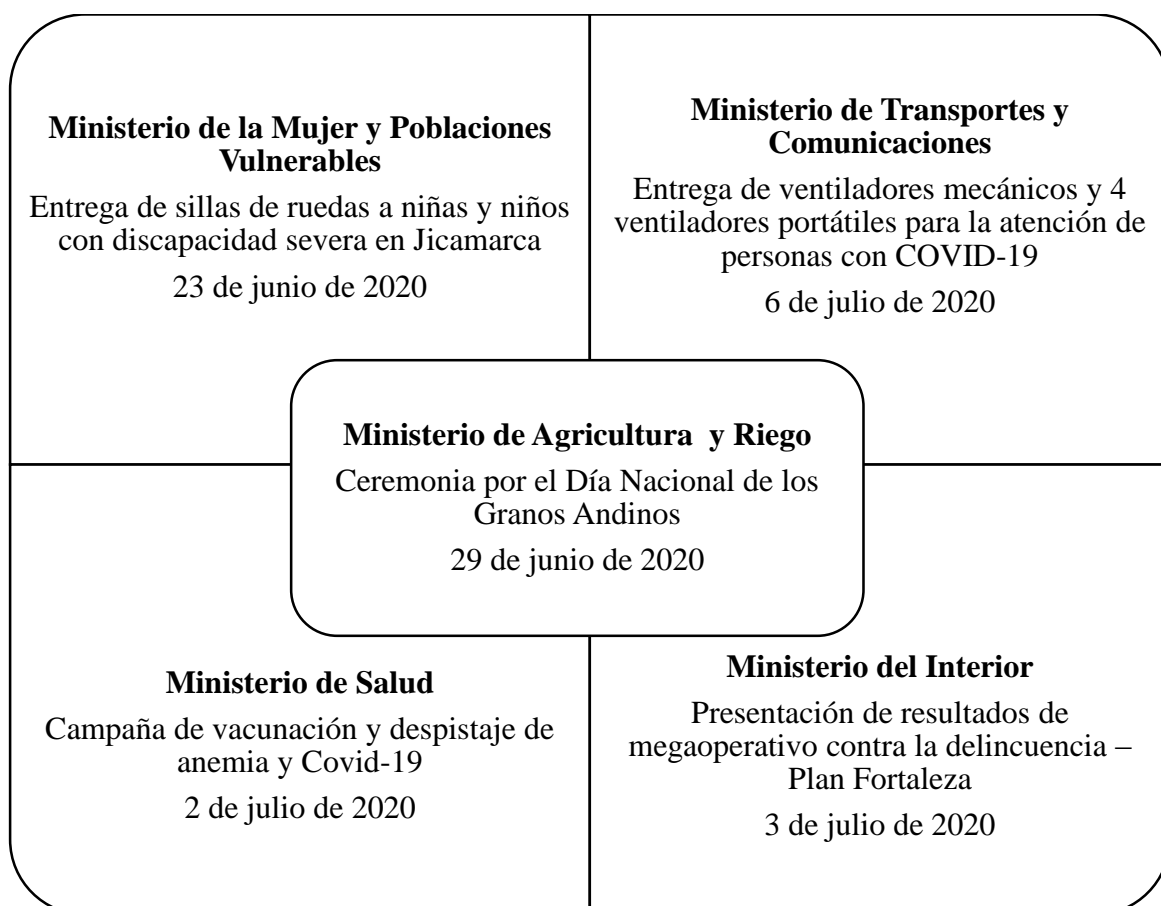 Ministerio de la Mujer y Poblaciones
Vulnerables
Entrega de sillas de ruedas a niñas y niños
con discapacidad severa en Jicamarca
23 de junio de 2020
Ministerio de Transportes y
Comunicaciones
Entrega de ventiladores mecánicos y 4
ventiladores portátiles para la atención de
personas con COVID-19
6 de julio de 2020
Ministerio de Agricultura y Riego
Ceremonia por el Día Nacional de los
Granos Andinos
29 de junio de 2020
Ministerio de Salud
Campaña de vacunación y despistaje de
anemia y Covid-19
2 de julio de 2020
Ministerio del Interior
Presentación de resultados de
megaoperativo contra la delincuencia –
Plan Fortaleza
3 de julio de 2020